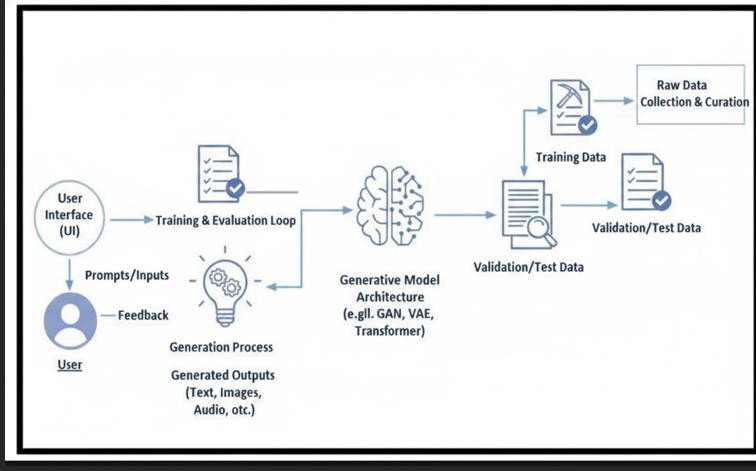 User
Interface
(UI)
Prompts/Inputs
Feedback
User
Training & Evaluation Loop
Generation Process
Generated Outputs
(Text, Images,
Audio, otc.)
Generative Model
Architecture
(e.gll. GAN, VAE,
Transformer)
Validation/Test Data
Training Data
Raw Data
Collection & Curation
Validation/Test Data